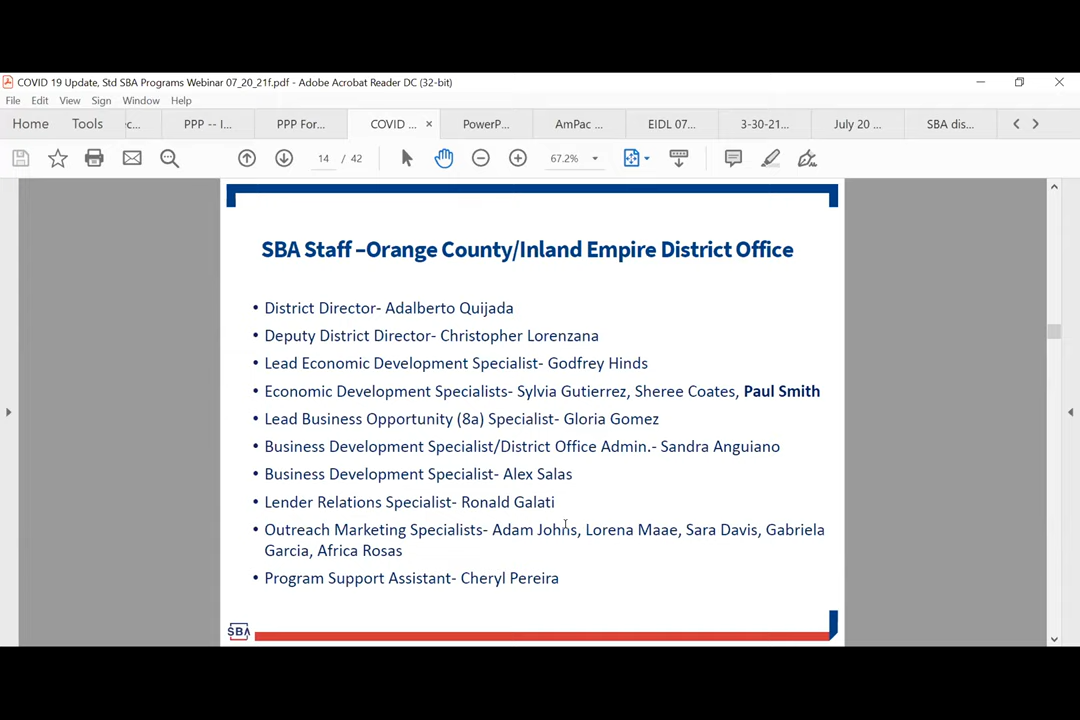 COVID 19 Update, Std SBA Programs Webinar 07_20_21f.pdf - Adobe Acrobat Reader DC (32-bit)
File Edit View Sign Window Help
Home Tools :c... PPP -- I... PPP For... COVID ... × PowerP... AmPac ... EIDL 07... 3-30-21... July 20 ... SBA dis...
14 / 42 67.2%
SBA Staff –Orange County/Inland Empire District Office
• District Director- Adalberto Quijada
• Deputy District Director- Christopher Lorenzana
• Lead Economic Development Specialist- Godfrey Hinds
• Economic Development Specialists- Sylvia Gutierrez, Sheree Coates, Paul Smith
• Lead Business Opportunity (8a) Specialist- Gloria Gomez
• Business Development Specialist/District Office Admin.- Sandra Anguiano
• Business Development Specialist- Alex Salas
• Lender Relations Specialist- Ronald Galati
• Outreach Marketing Specialists- Adam Johns, Lorena Maae, Sara Davis, Gabriela
Garcia, Africa Rosas
• Program Support Assistant- Cheryl Pereira
SBA